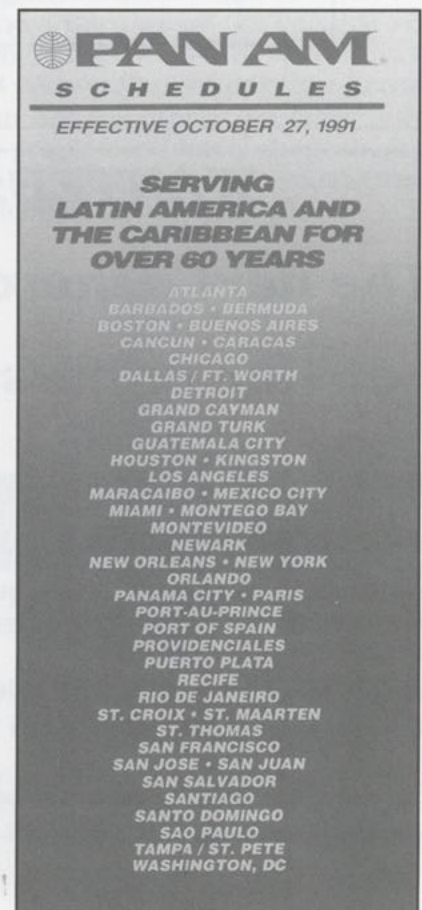 PAN AM
SCHEDULES
EFFECTIVE OCTOBER 27, 1991
SERVING
LATIN AMERICA AND
THE CARIBBEAN FOR
OVER 60 YEARS
ATLANTA
BARBADOS • BERMUDA
BOSTON • BUENOS AIRES
CANCUN • CARACAS
CHICAGO
DALLAS / FT. WORTH
DETROIT
GRAND CAYMAN
GRAND TURK
GUATEMALA CITY
HOUSTON • KINGSTON
LOS ANGELES
MARACAIBO • MEXICO CITY
MIAMI • MONTEGO BAY
MONTEVIDEO
NEWARK
NEW ORLEANS • NEW YORK
ORLANDO
PANAMA CITY • PARIS
PORT-AU-PRINCE
PORT OF SPAIN
PROVIDENCIALES
PUERTO PLATA
RECIFE
RIO DE JANEIRO
ST. CROIX • ST. MAARTEN
ST. THOMAS
SAN FRANCISCO
SAN JOSE • SAN JUAN
SAN SALVADOR
SANTIAGO
SANTO DOMINGO
SAO PAULO
TAMPA / ST. PETE
WASHINGTON, DC